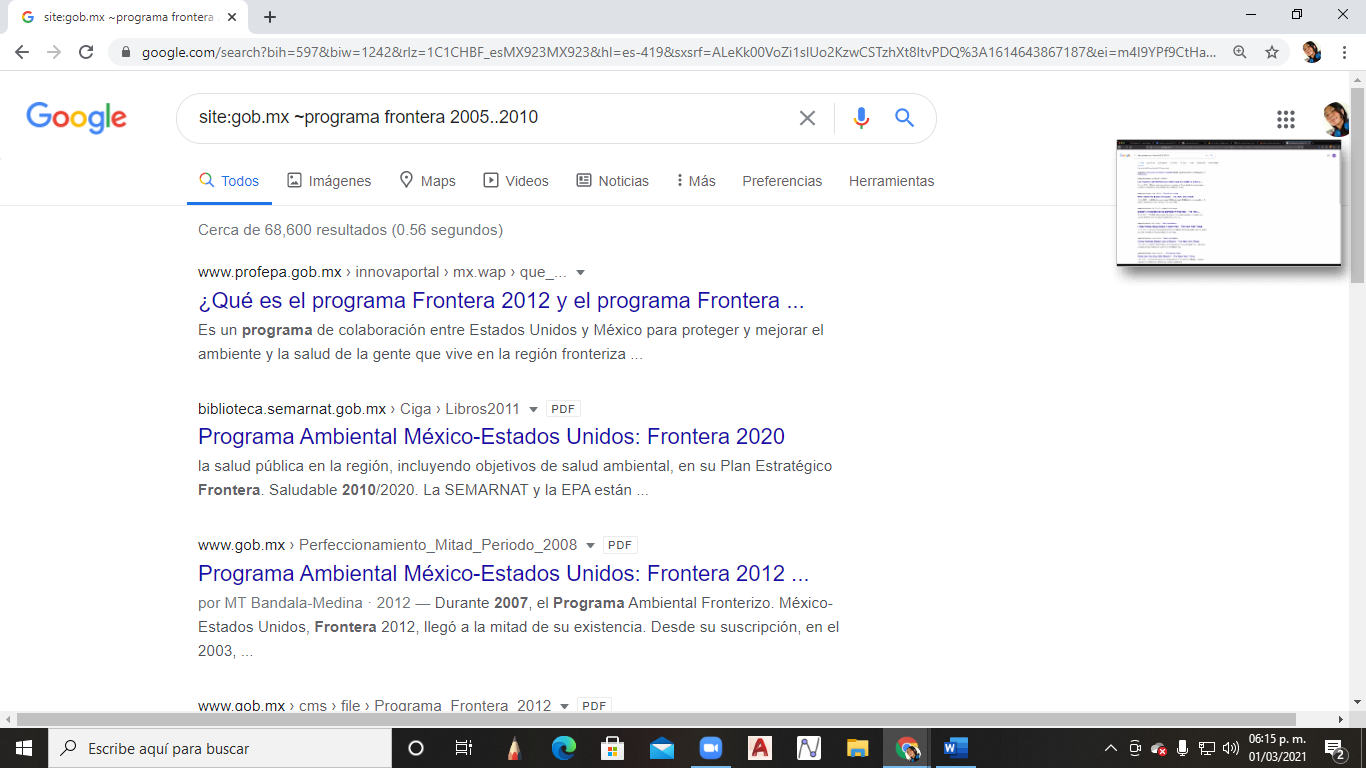 site:gob.mx ~programa frontera
google.com/search?bih=597&biw=1242&rlz=1C1CHBF_esMX923MX923&hl=es-419&sxsrf=ALeKk00VoZi1slUo2KzwCSTzhXt8ltvPDQ%3A1614643867187&ei=m4I9YPf9CtHa...
Google
site:gob.mx ~programa frontera 2005..2010
Todos Imágenes Maps Videos Noticias Más Preferencias Herramientas
Cerca de 68,600 resultados (0.56 segundos)
www.profepa.gob.mx › innovaportal › mx.wap › que_...
¿Qué es el programa Frontera 2012 y el programa Frontera ...
Es un programa de colaboración entre Estados Unidos y México para proteger y mejorar el
ambiente y la salud de la gente que vive en la región fronteriza ...
biblioteca.semarnat.gob.mx › Ciga › Libros2011 PDF
Programa Ambiental México-Estados Unidos: Frontera 2020
la salud pública en la región, incluyendo objetivos de salud ambiental, en su Plan Estratégico
Frontera. Saludable 2010/2020. La SEMARNAT y la EPA están ...
www.gob.mx › Perfeccionamiento_Mitad_Periodo_2008 PDF
Programa Ambiental México-Estados Unidos: Frontera 2012 ...
por MT Bandala-Medina · 2012 — Durante 2007, el Programa Ambiental Fronterizo. México-
Estados Unidos, Frontera 2012, llegó a la mitad de su existencia. Desde su suscripción, en el
2003, ...
www.gob.mx › cms › file › Programa_Frontera_2012 PDF
Escribe aquí para buscar
06:15 p. m.
01/03/2021
2